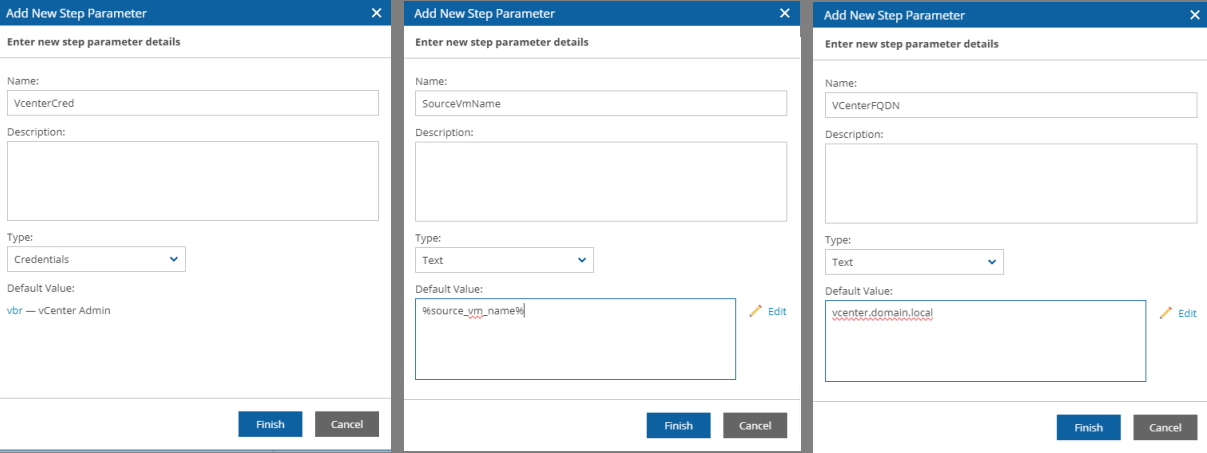 Add New Step Parameter
Enter new step parameter details
Name:
VcenterCred
Description:
Type:
Credentials
Default Value:
vbr — vCenter Admin
Finish
Cancel
Add New Step Parameter
Enter new step parameter details
Name:
SourceVmName
Description:
Type:
Text
Default Value:
%source_vm_name%
Edit
Finish
Cancel
Add New Step Parameter
Enter new step parameter details
Name:
VCenterFQDN
Description:
Type:
Text
Default Value:
vcenter.domain.local
Edit
Finish
Cancel